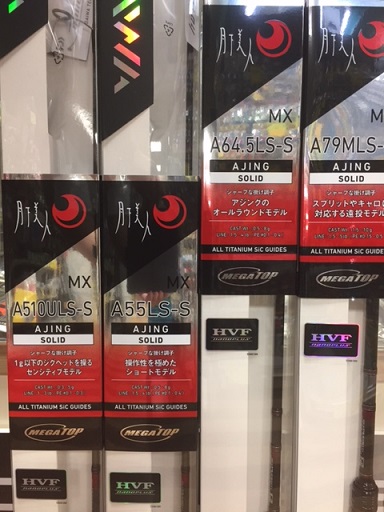 AIWA
月下美人
MX
A64.5LS-S
AJING
SOLID
シャープな掛け調子
アジングの
オールラウンドモデル
ALL TITANIUM SiC GUIDES
MEGATOP
HVF
NANOPLUS
月下美人
A79MLS-
AJING
SOLID
シャープな掛け調子
スプリットやキャロに
対応する遠投モデル
ALL TITANIUM SiC GUIDES
MEGATOP
HVF
NANOPLUS
月下美人
MX
A510ULS-S
AJING
SOLID
シャープな掛け調子
1g以下のジグヘッドを操る
センシティブモデル
ALL TITANIUM SiC GUIDES
MEGATOP
HVF
NANOPLUS
月下美人
MX
A55LS-S
AJING
SOLID
シャープな掛け調子
操作性を極めた
ショートモデル
ALL TITANIUM SiC GUIDES
MEGATOP
HVF
NANOPLUS